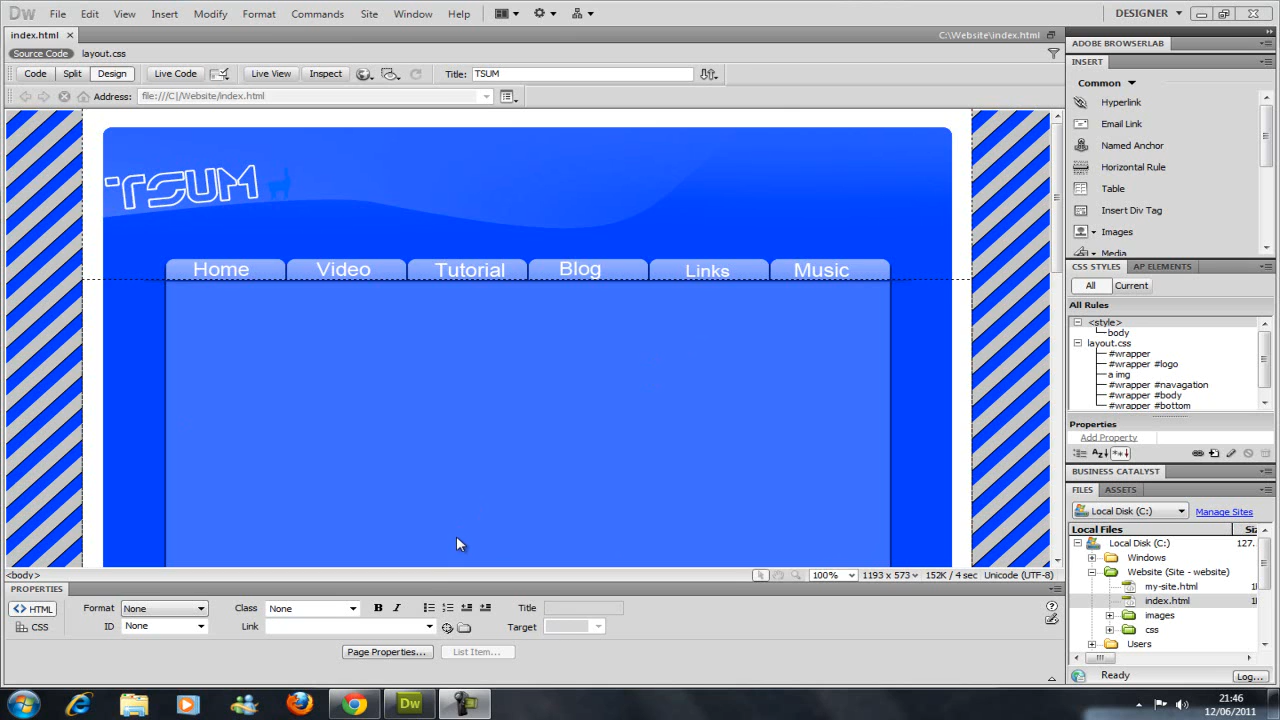 Dw File Edit View Insert Modify Format Commands Site Window Help DESIGNER
index.html C:\Website\index.html
Source Code layout.css
Code Split Design Live Code Live View Inspect Title: TSUM
Address: file:///C|/Website/index.html
TSUM
Home Video Tutorial Blog Links Music
<body> 100% 1193 x 573 152K / 4 sec Unicode (UTF-8)
ADOBE BROWSERLAB
INSERT
Common
Hyperlink
Email Link
Named Anchor
Horizontal Rule
Table
Insert Div Tag
Images
Media
CSS STYLES AP ELEMENTS
All Current
All Rules
<style>
body
layout.css
#wrapper
#wrapper #logo
a img
#wrapper #navagation
#wrapper #body
#wrapper #bottom
Properties
Add Property
BUSINESS CATALYST
FILES ASSETS
Local Disk (C:) Manage Sites
Local Files Siz
Local Disk (C:) 127.
Windows
Website (Site - website)
my-site.html 1
index.html 1
images
css
Users
Ready Log...
PROPERTIES
HTML Format None Class None B I Title
CSS ID None Link Target
Page Properties... List Item...
Dw
21:46
12/06/2011